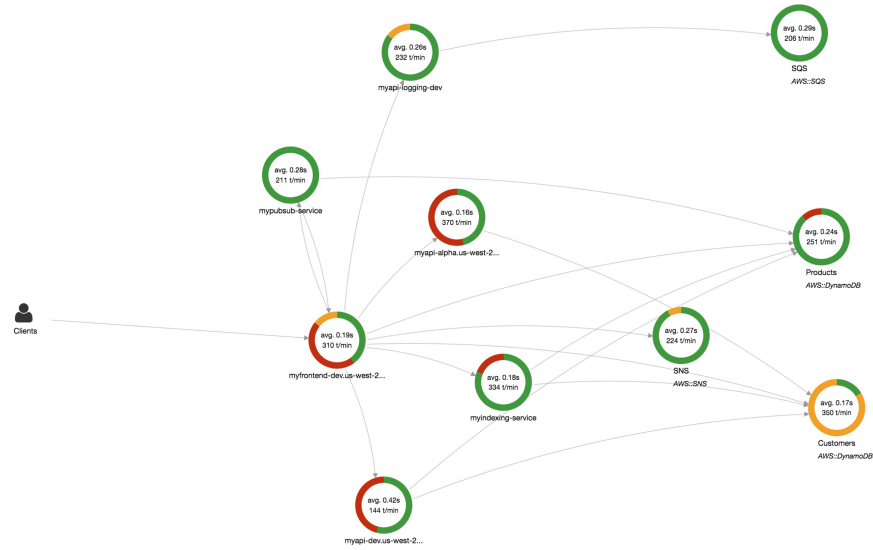 avg. 0.29s
206 t/min
SQS
AWS::SQS
avg. 0.26s
232 t/min
myapi-logging-dev
avg. 0.28s
211 t/min
mypubsub-service
avg. 0.16s
370 t/min
myapi-alpha.us-west-2...
avg. 0.24s
251 t/min
Products
AWS::DynamoDB
Clients
avg. 0.19s
310 t/min
myfrontend-dev.us-west-2...
avg. 0.27s
224 t/min
SNS
AWS::SNS
avg. 0.18s
334 t/min
myindexing-service
avg. 0.17s
350 t/min
Customers
AWS::DynamoDB
avg. 0.42s
144 t/min
myapi-dev.us-west-2...